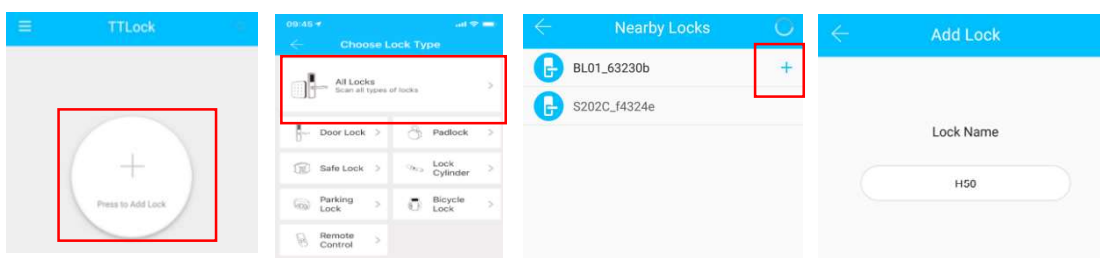 TTLock
Press to Add Lock
09:45
Choose Lock Type
All Locks
Scan all types of locks
Door Lock
Padlock
Safe Lock
Lock
Cylinder
Parking
Lock
Bicycle
Lock
Remote
Control
Nearby Locks
BL01_63230b
S202C_f4324e
Add Lock
Lock Name
H50